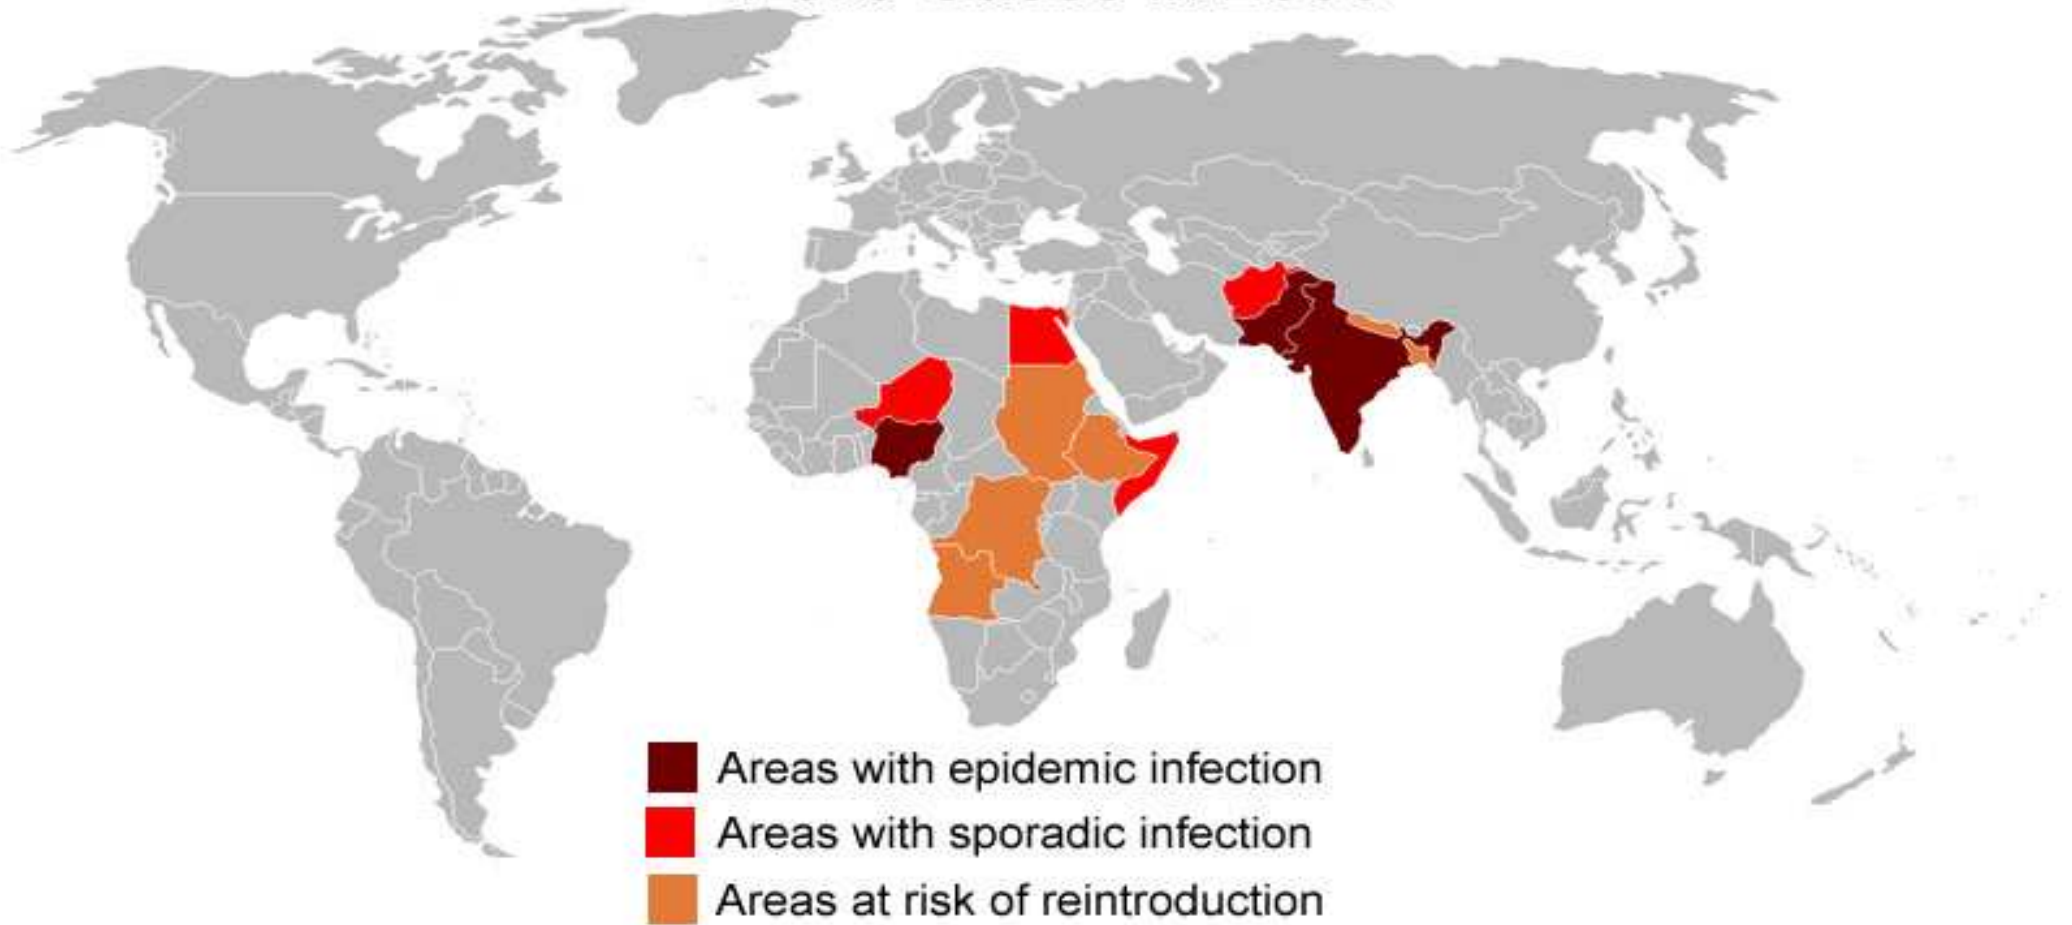 Areas with epidemic infection
Areas with sporadic infection
Areas at risk of reintroduction